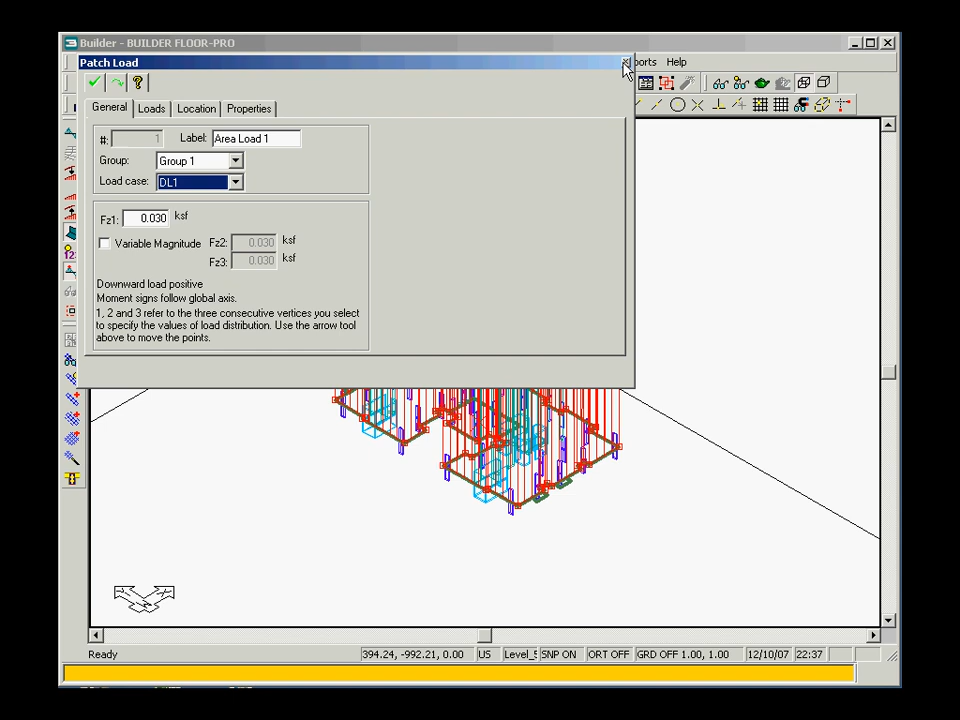 Builder - BUILDER FLOOR-PRO
Patch Load
ports Help
General Loads Location Properties
#: 1 Label: Area Load 1
Group: Group 1
Load case: DL1
Fz1: 0.030 ksf
Variable Magnitude Fz2: 0.030 ksf
Fz3: 0.030 ksf
Downward load positive
Moment signs follow global axis.
1, 2 and 3 refer to the three consecutive vertices you select
to specify the values of load distribution. Use the arrow tool
above to move the points.
Ready 394.24, -992.21, 0.00 US Level_5 SNP ON ORT OFF GRD OFF 1.00, 1.00 12/10/07 22:37